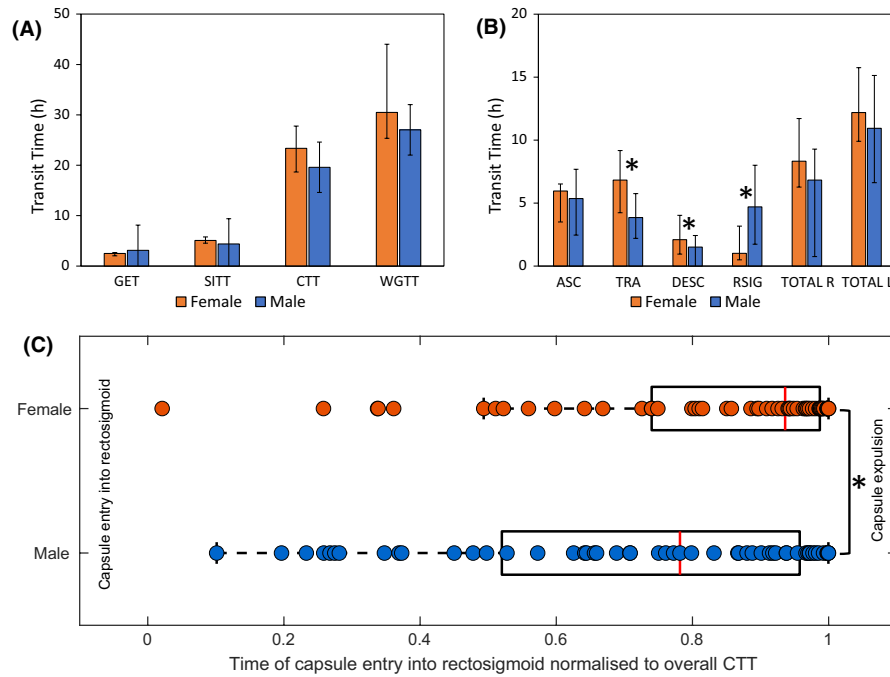 (A)
Transit Time (h)
60
50
40
30
20
10
0
GET SITT CTT WGTT
Female Male
(B)
Transit Time (h)
20
15
10
5
0
* * *
ASC TRA DESC RSIG TOTAL R TOTAL L
Female Male
(C)
Female
Male
Capsule entry into rectosigmoid
Capsule expulsion
*
0 0.2 0.4 0.6 0.8 1
Time of capsule entry into rectosigmoid normalised to overall CTT